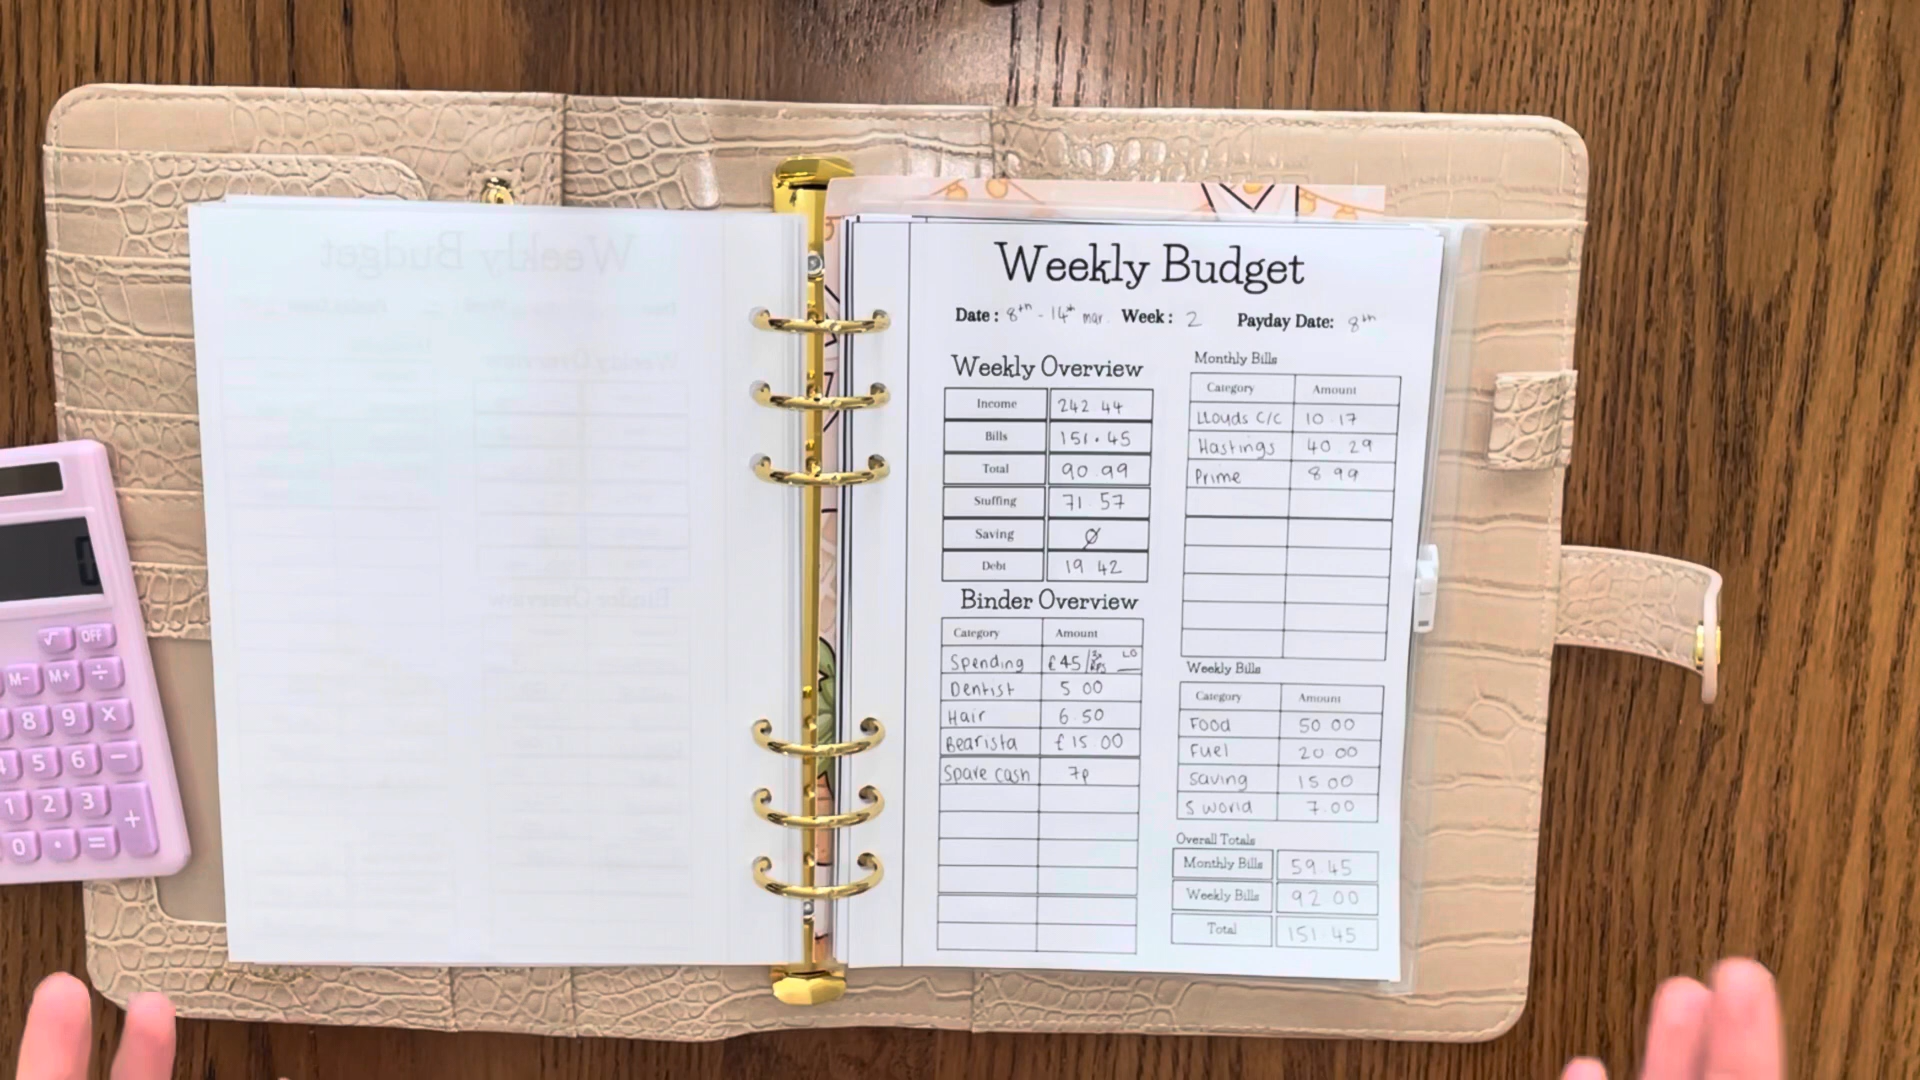 Weekly Budget
Date: 8th - 14th mar Week: 2 Payday Date: 8th
Weekly Overview
Income 242 44
Bills 151.45
Total 90 99
Stuffing 71.57
Saving Ø
Debt 19 42
Binder Overview
Category Amount
Spending £45
Dentist 5 00
Hair 6.50
Bearista £15 00
Spare cash 7p
Monthly Bills
Category Amount
Lloyds C/C 10.17
Hastings 40 29
Prime 8 99
Weekly Bills
Category Amount
Food 50 00
Fuel 20 00
Saving 15 00
S world 7.00
Overall Totals
Monthly Bills 59.45
Weekly Bills 92 00
Total 151.45
√ OFF
M- M+ ÷
8 9 X
4 5 6 -
1 2 3 +
0 . =